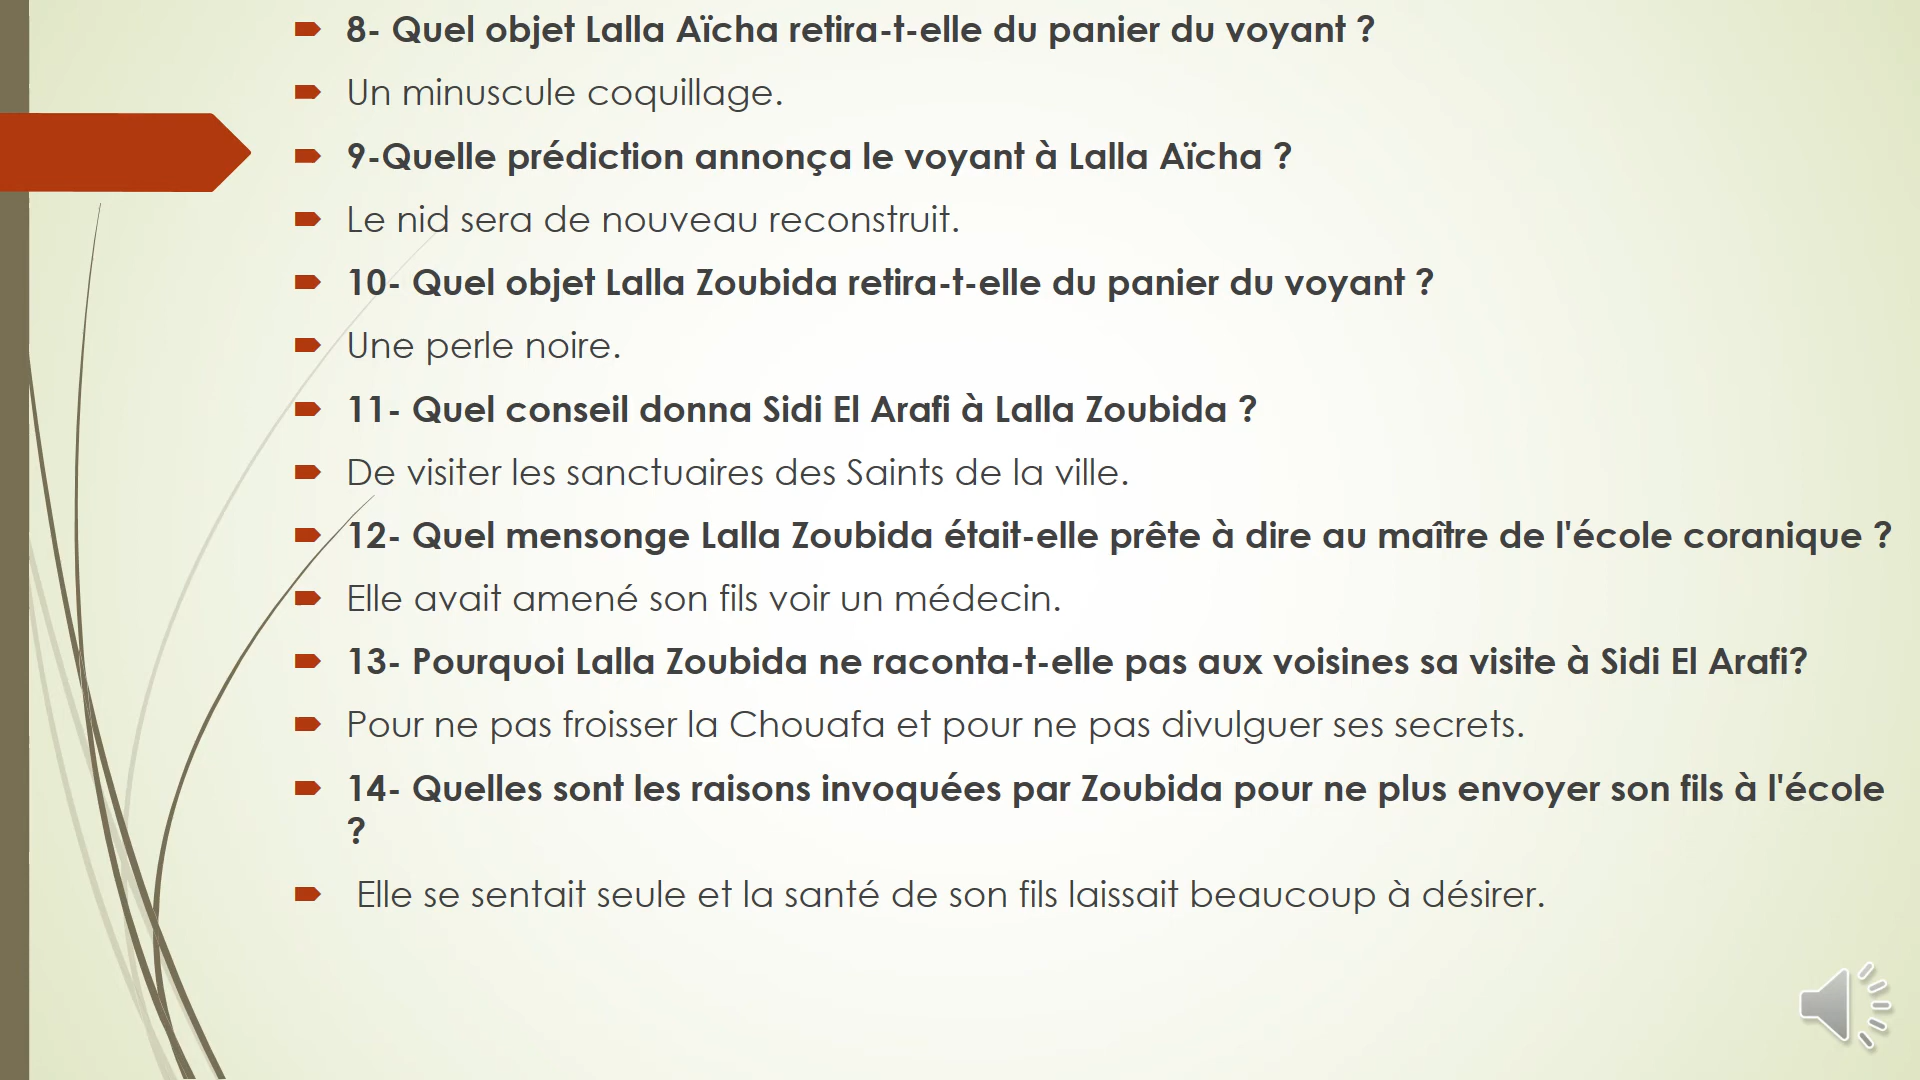 8- Quel objet Lalla Aïcha retira-t-elle du panier du voyant ?
Un minuscule coquillage.
9-Quelle prédiction annonça le voyant à Lalla Aïcha ?
Le nid sera de nouveau reconstruit.
10- Quel objet Lalla Zoubida retira-t-elle du panier du voyant ?
Une perle noire.
11- Quel conseil donna Sidi El Arafi à Lalla Zoubida ?
De visiter les sanctuaires des Saints de la ville.
12- Quel mensonge Lalla Zoubida était-elle prête à dire au maître de l'école coranique ?
Elle avait amené son fils voir un médecin.
13- Pourquoi Lalla Zoubida ne raconta-t-elle pas aux voisines sa visite à Sidi El Arafi?
Pour ne pas froisser la Chouafa et pour ne pas divulguer ses secrets.
14- Quelles sont les raisons invoquées par Zoubida pour ne plus envoyer son fils à l'école
?
Elle se sentait seule et la santé de son fils laissait beaucoup à désirer.